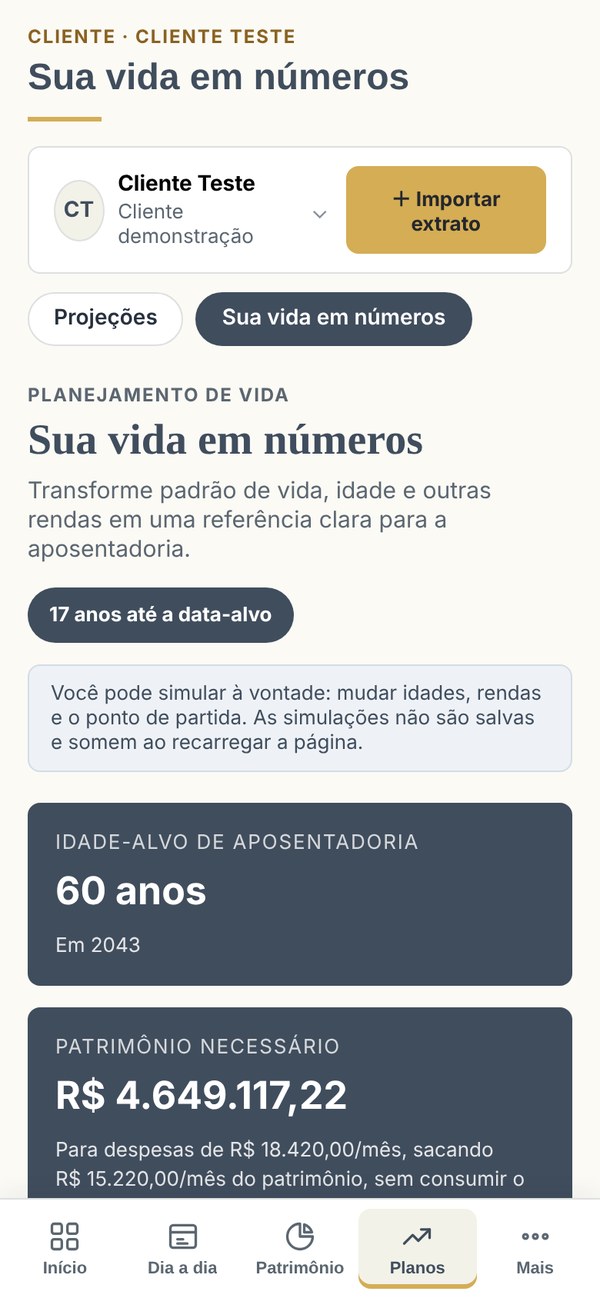 CLIENTE · CLIENTE TESTE
Sua vida em números
CT
Cliente Teste
Cliente
demonstração
+ Importar
extrato
Projeções
Sua vida em números
PLANEJAMENTO DE VIDA
Sua vida em números
Transforme padrão de vida, idade e outras
rendas em uma referência clara para a
aposentadoria.
17 anos até a data-alvo
Você pode simular à vontade: mudar idades, rendas
e o ponto de partida. As simulações não são salvas
e somem ao recarregar a página.
IDADE-ALVO DE APOSENTADORIA
60 anos
Em 2043
PATRIMÔNIO NECESSÁRIO
R$ 4.649.117,22
Para despesas de R$ 18.420,00/mês, sacando
R$ 15.220,00/mês do patrimônio, sem consumir o
Início
Dia a dia
Patrimônio
Planos
Mais